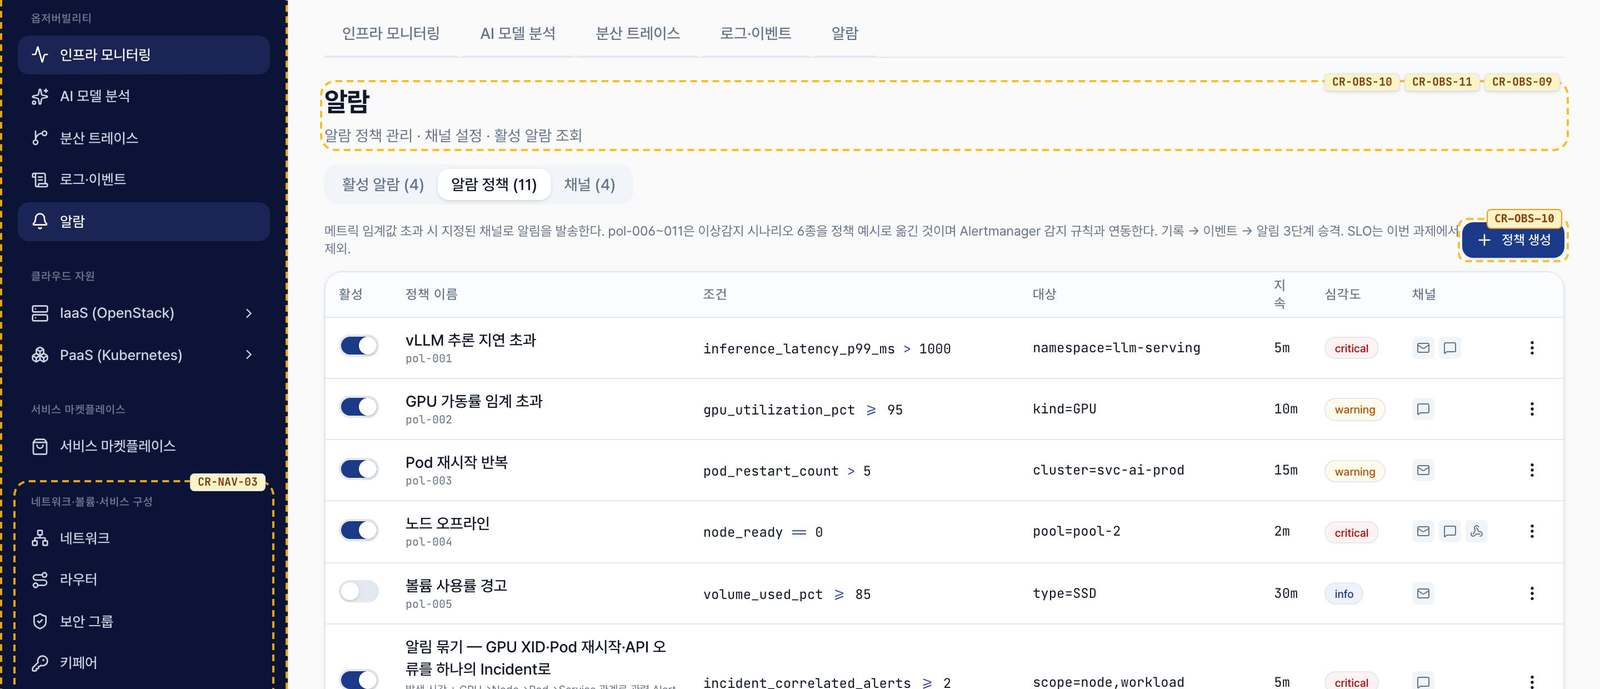 옵저버빌리티
인프라 모니터링
AI 모델 분석
분산 트레이스
로그·이벤트
알람
클라우드 자원
IaaS (OpenStack)
PaaS (Kubernetes)
서비스 마켓플레이스
서비스 마켓플레이스
CR-NAV-03
네트워크·볼륨·서비스 구성
네트워크
라우터
보안 그룹
키페어
인프라 모니터링 AI 모델 분석 분산 트레이스 로그·이벤트 알람
CR-OBS-10 CR-OBS-11 CR-OBS-09
알람
알람 정책 관리 · 채널 설정 · 활성 알람 조회
활성 알람 (4) 알람 정책 (11) 채널 (4)
메트릭 임계값 초과 시 지정된 채널로 알림을 발송한다. pol-006~011은 이상감지 시나리오 6종을 정책 예시로 옮긴 것이며 Alertmanager 감지 규칙과 연동한다. 기록 → 이벤트 → 알림 3단계 승격. SLO는 이번 과제에서
제외.
CR-OBS-10
+ 정책 생성
활성 정책 이름 조건 대상 지속 심각도 채널
vLLM 추론 지연 초과
pol-001
inference_latency_p99_ms > 1000 namespace=llm-serving 5m critical
GPU 가동률 임계 초과
pol-002
gpu_utilization_pct ≥ 95 kind=GPU 10m warning
Pod 재시작 반복
pol-003
pod_restart_count > 5 cluster=svc-ai-prod 15m warning
노드 오프라인
pol-004
node_ready == 0 pool=pool-2 2m critical
볼륨 사용률 경고
pol-005
volume_used_pct ≥ 85 type=SSD 30m info
알림 묶기 — GPU XID·Pod 재시작·API 오
류를 하나의 Incident로
incident_correlated_alerts ≥ 2 scope=node,workload 5m critical